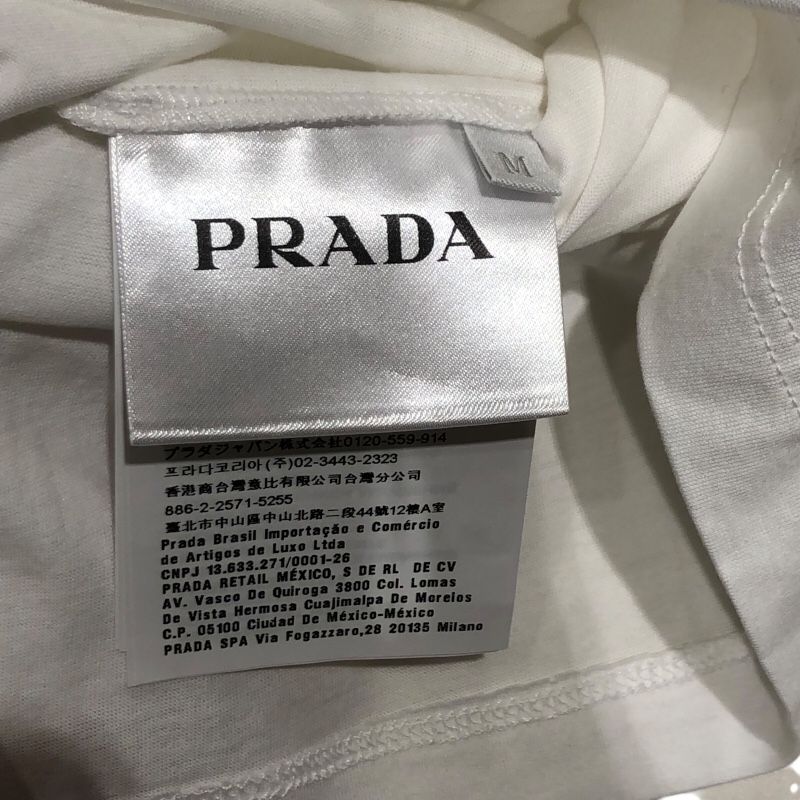 PRADA
M
プラダジャパン株式会社0120-559-914
프라다코리아(주)02-3443-2323
香港商台灣意比有限公司台灣分公司
886-2-2571-5255
臺北市中山區中山北路二段44號12樓A室
Prada Brasil Importação e Comércio
de Artigos de Luxo Ltda
CNPJ 13.633.271/0001-26
PRADA RETAIL MÉXICO, S DE RL DE CV
AV. Vasco De Quiroga 3800 Col. Lomas
De Vista Hermosa Cuajimalpa De Morelos
C.P. 05100 Ciudad De México-México
PRADA SPA Via Fogazzaro,28 20135 Milano